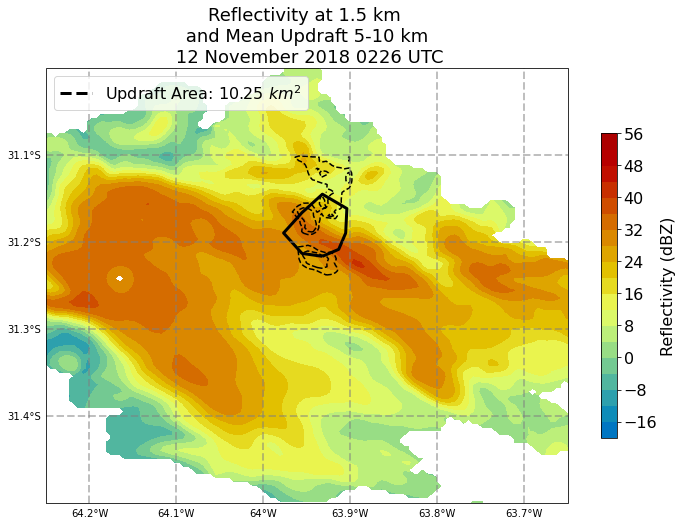 Reflectivity at 1.5 km
and Mean Updraft 5-10 km
12 November 2018 0226 UTC
Updraft Area: 10.25 km²
31.1°S
31.2°S
31.3°S
31.4°S
64.2°W
64.1°W
64°W
63.9°W
63.8°W
63.7°W
56
48
40
32
24
16
8
0
−8
−16
Reflectivity (dBZ)